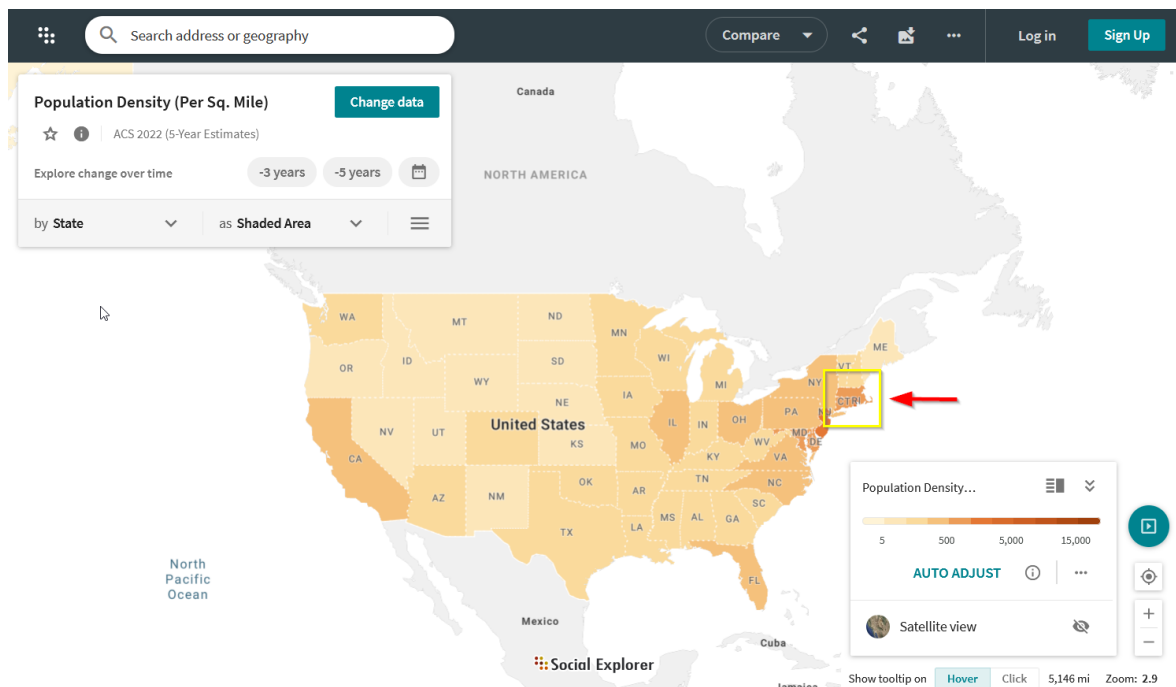 Search address or geography
Compare
Log in
Sign Up
Population Density (Per Sq. Mile)
Change data
ACS 2022 (5-Year Estimates)
Explore change over time
-3 years
-5 years
by State
as Shaded Area
Canada
NORTH AMERICA
WA
MT
ND
MN
OR
ID
SD
WI
MI
VT
ME
WY
NY
IA
NE
CTRI
NV
UT
United States
IL
IN
OH
PA
NJ
CA
KS
MO
WV
MD
DE
KY
VA
AZ
NM
OK
AR
TN
NC
TX
LA
MS
AL
GA
SC
FL
North
Pacific
Ocean
Mexico
Cuba
Jamaica
Social Explorer
Population Density...
5
500
5,000
15,000
AUTO ADJUST
Satellite view
Show tooltip on
Hover
Click
5,146 mi
Zoom: 2.9